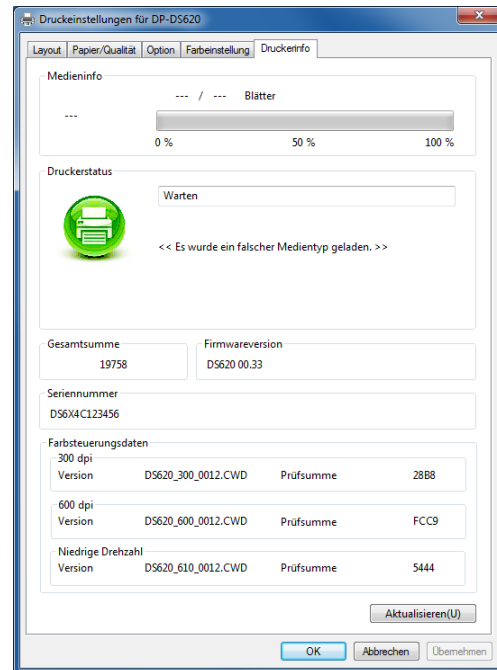 Druckeinstellungen für DP-DS620
Layout Papier/Qualität Option Farbeinstellung Druckerinfo
Medieninfo
--- / --- Blätter
---
0 % 50 % 100 %
Druckerstatus
Warten
<< Es wurde ein falscher Medientyp geladen. >>
Gesamtsumme Firmwareversion
19758 DS620 00.33
Seriennummer
DS6X4C123456
Farbsteuerungsdaten
300 dpi
Version DS620_300_0012.CWD Prüfsumme 28B8
600 dpi
Version DS620_600_0012.CWD Prüfsumme FCC9
Niedrige Drehzahl
Version DS620_610_0012.CWD Prüfsumme 5444
Aktualisieren(U)
OK Abbrechen Übernehmen